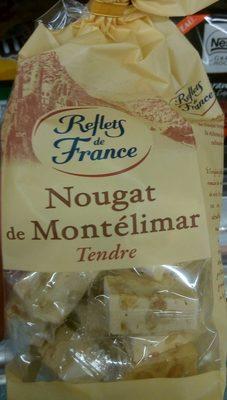 Reflets
de
France
Reflets
de
France
Nougat
de Montélimar
Tendre